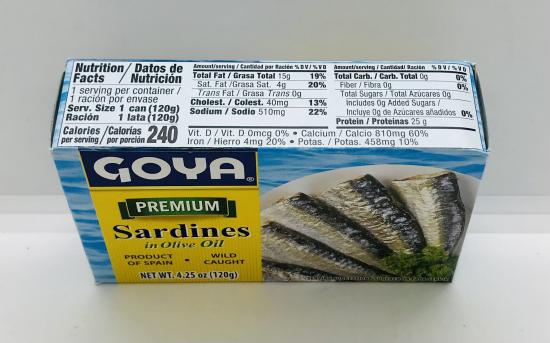 Nutrition/ Datos de
Facts / Nutrición
1 serving per container /
1 ración por envase
Serv. Size 1 can (120g)
Ración 1 lata (120g)
Calories /Calorías
per serving/ por porción 240
Amount/serving / Cantidad por Ración % DV/ % VD
Total Fat / Grasa Total 15g 19%
Sat. Fat /Grasa Sat. 4g 20%
Trans Fat / Grasa Trans 0g
Cholest. / Colest. 40mg 13%
Sodium / Sodio 510mg 22%
Amount/serving / Cantidad/ Ración % DV / % VD
Total Carb. / Carb. Total 0g 0%
Fiber / Fibra 0g 0%
Total Sugars / Total Azúcares 0g
Includes 0g Added Sugars /
Incluye 0g de Azúcares añadidos 0%
Protein / Proteínas 25 g
Vit. D / Vit. D 0mcg 0% • Calcium / Calcio 810mg 60%
Iron / Hierro 4mg 20% • Potas. / Potas. 458mg 10%
GOYA®
PREMIUM
Sardines
in Olive Oil
PRODUCT OF SPAIN • WILD CAUGHT
NET WT. 4.25 oz (120g)